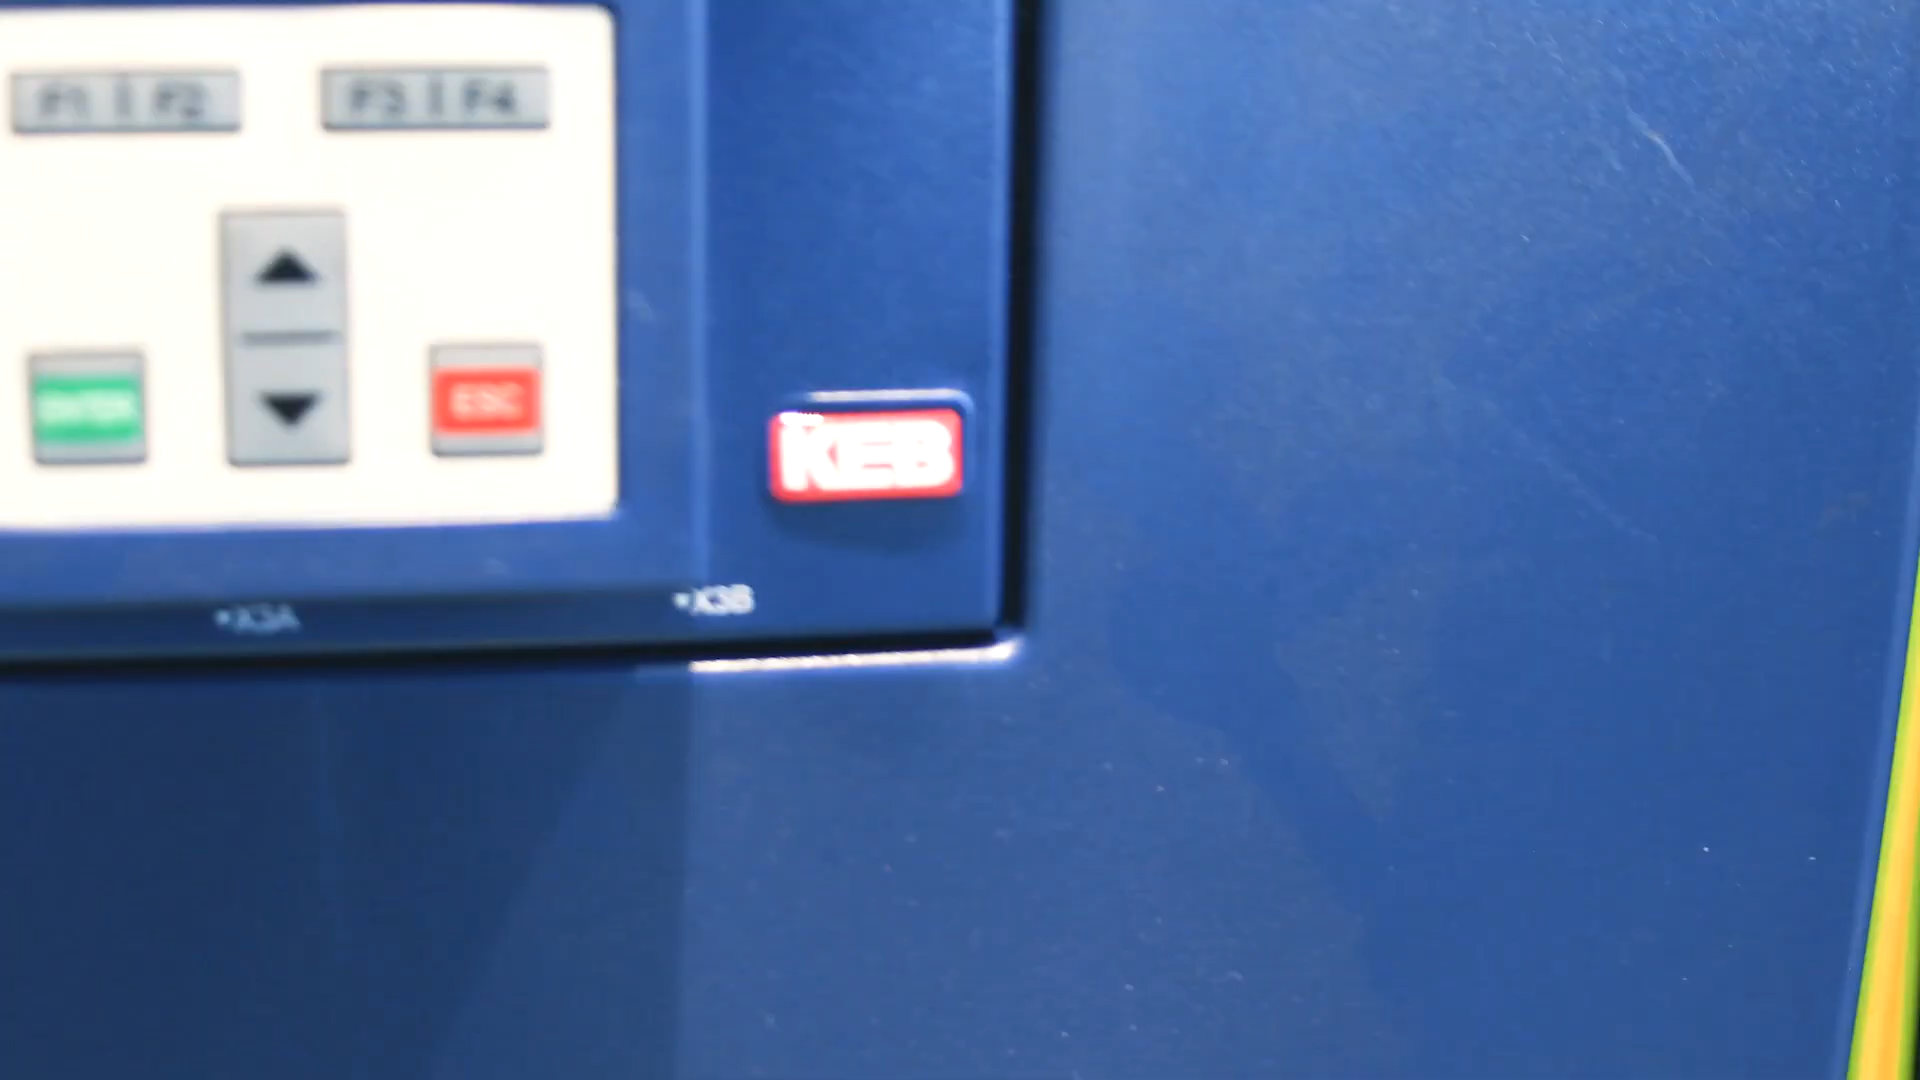 F1 | F2
F3 | F4
ENTER
ESC
KEB
X3A
X3B